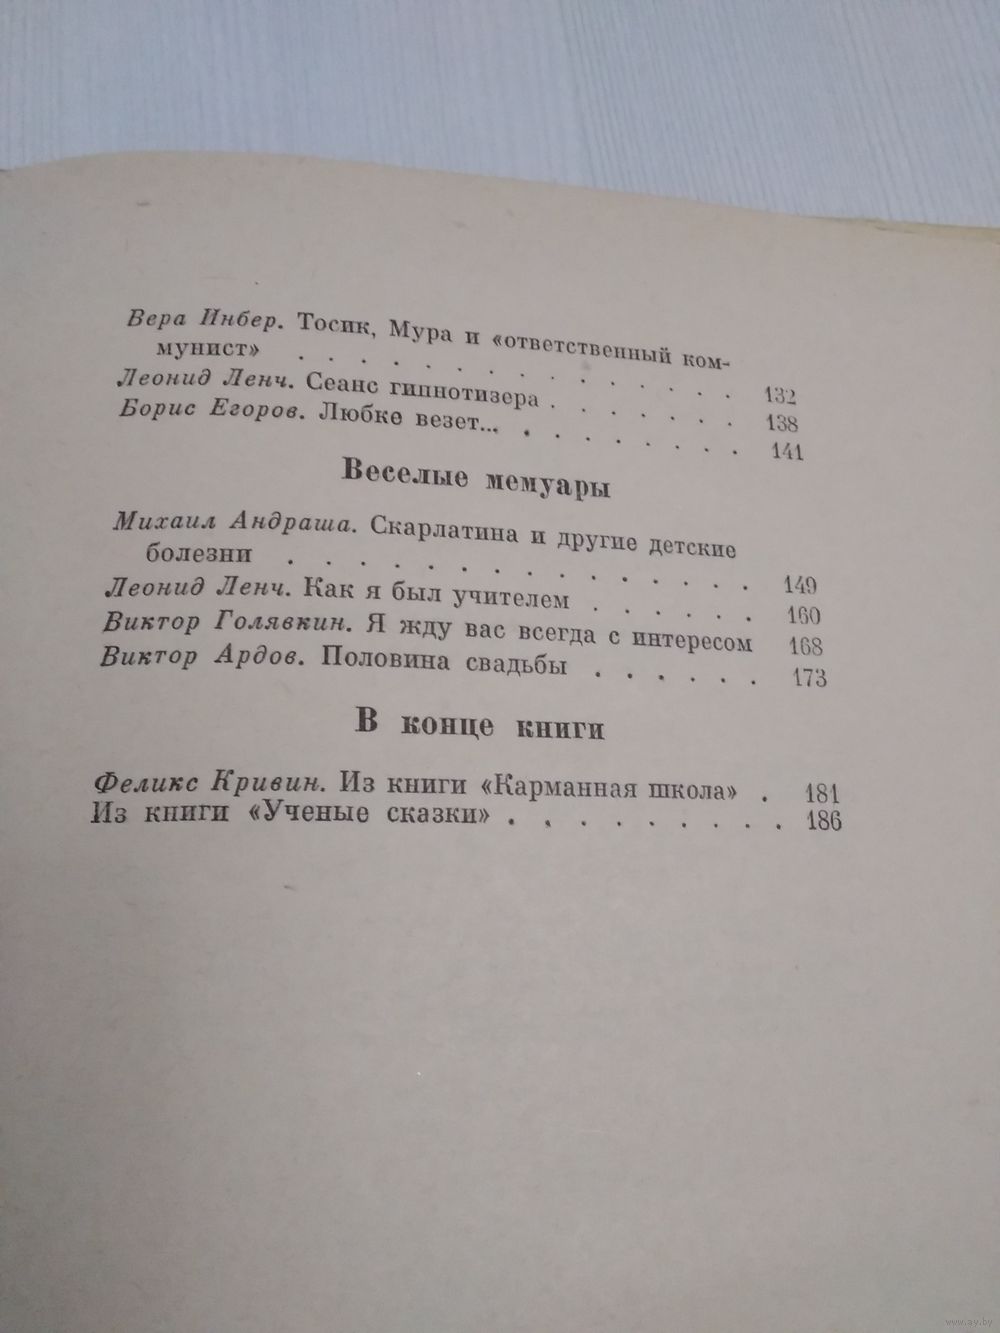 Вера Инбер. Тосик, Мура и «ответственный ком-
мунист» . . . . . . . . . . . . . . 132
Леонид Ленч. Сеанс гипнотизера . . . . . . . 138
Борис Егоров. Любке везет... . . . . . . . . 141
Веселые мемуары
Михаил Андраша. Скарлатина и другие детские
болезни . . . . . . . . . . . . . . 149
Леонид Ленч. Как я был учителем . . . . . . 160
Виктор Голявкин. Я жду вас всегда с интересом 168
Виктор Ардов. Половина свадьбы . . . . . . 173
В конце книги
Феликс Кривин. Из книги «Карманная школа» . 181
Из книги «Ученые сказки» . . . . . . . . . 186
www.ay.by